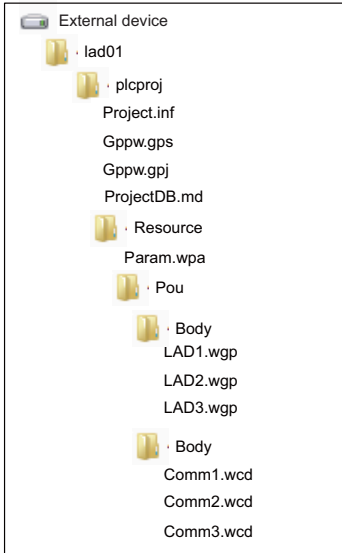 External device
lad01
plcproj
Project.inf
Gppw.gps
Gppw.gpj
ProjectDB.md
Resource
Param.wpa
Pou
Body
LAD1.wgp
LAD2.wgp
LAD3.wgp
Body
Comm1.wcd
Comm2.wcd
Comm3.wcd